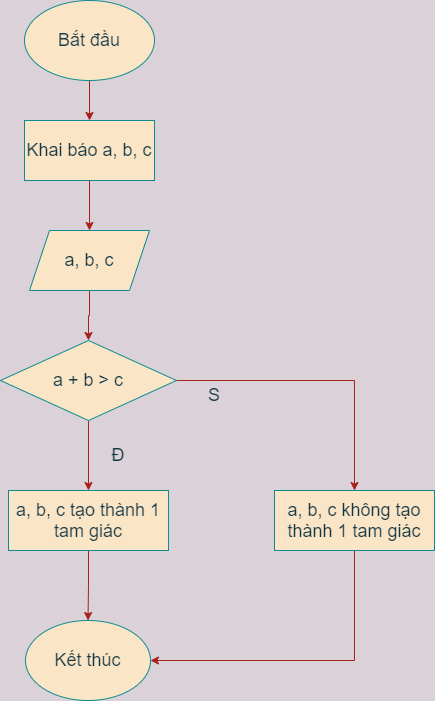 Bắt đầu
Khai báo a, b, c
a, b, c
a + b > c
S
Đ
a, b, c tạo thành 1
tam giác
a, b, c không tạo
thành 1 tam giác
Kết thúc